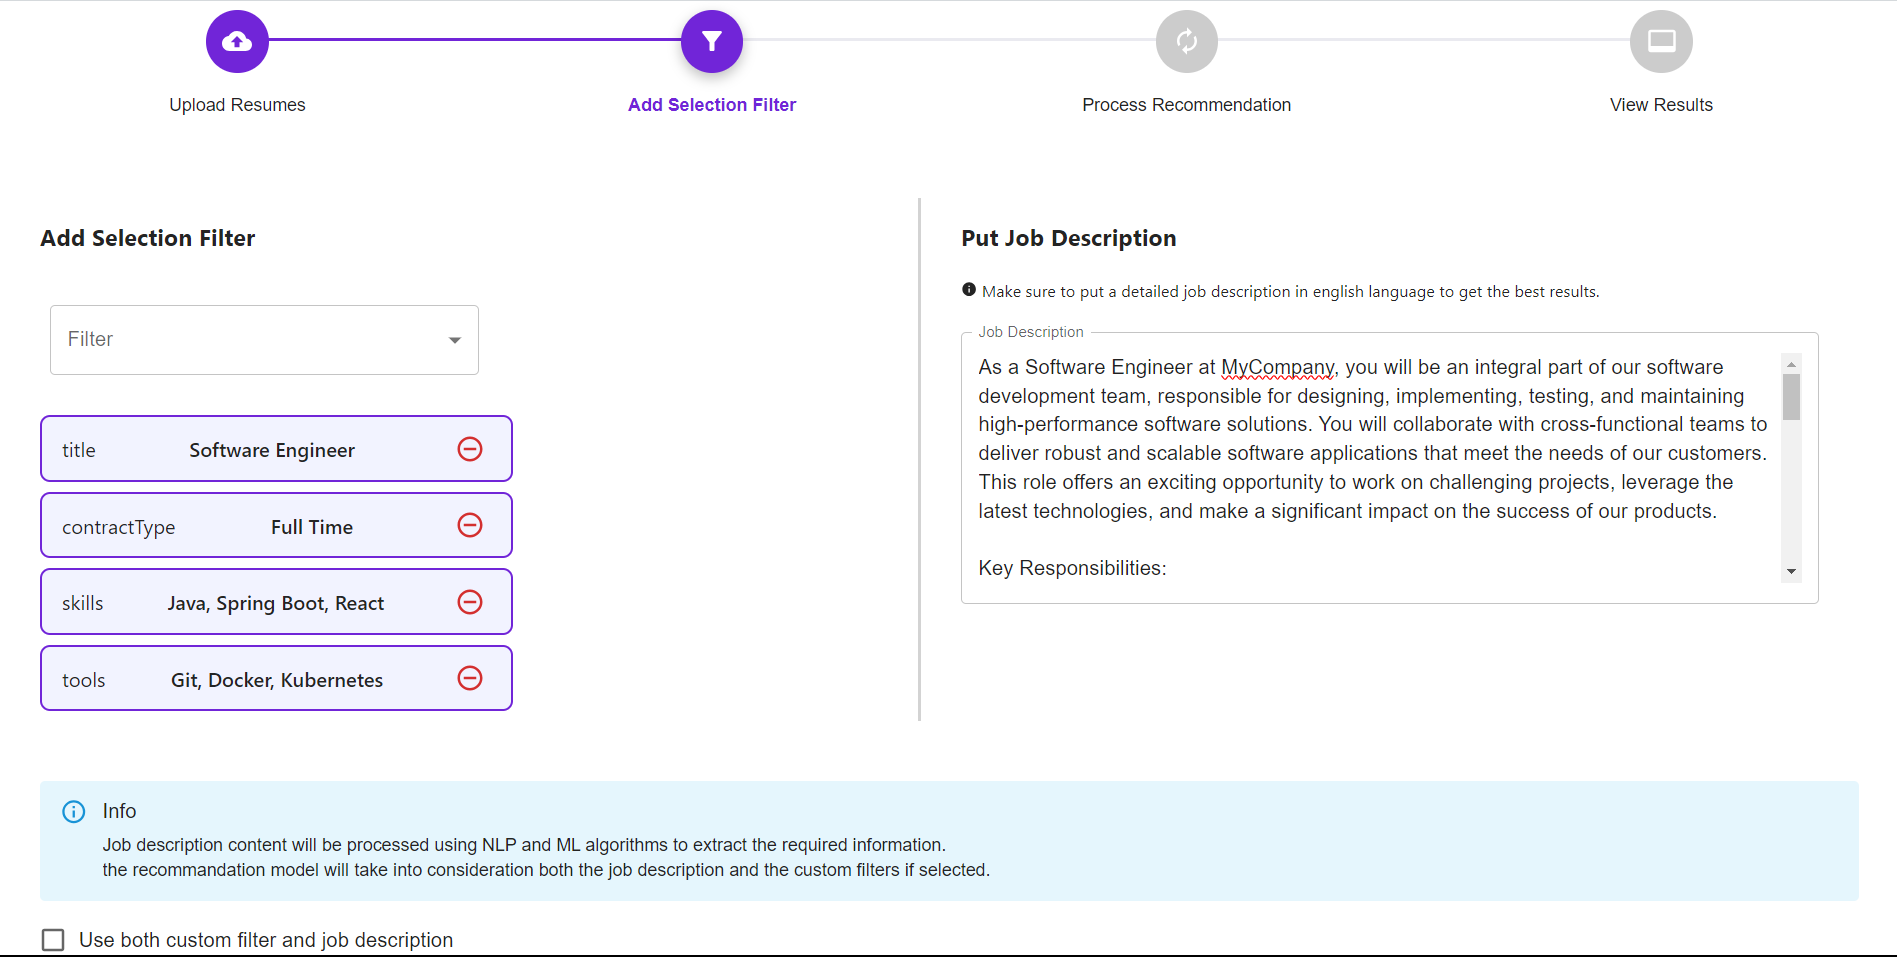 Upload Resumes
Add Selection Filter
Process Recommendation
View Results
Add Selection Filter
Filter
title Software Engineer
contractType Full Time
skills Java, Spring Boot, React
tools Git, Docker, Kubernetes
Put Job Description
Make sure to put a detailed job description in english language to get the best results.
Job Description
As a Software Engineer at MyCompany, you will be an integral part of our software
development team, responsible for designing, implementing, testing, and maintaining
high-performance software solutions. You will collaborate with cross-functional teams to
deliver robust and scalable software applications that meet the needs of our customers.
This role offers an exciting opportunity to work on challenging projects, leverage the
latest technologies, and make a significant impact on the success of our products.
Key Responsibilities:
Info
Job description content will be processed using NLP and ML algorithms to extract the required information.
the recommandation model will take into consideration both the job description and the custom filters if selected.
Use both custom filter and job description